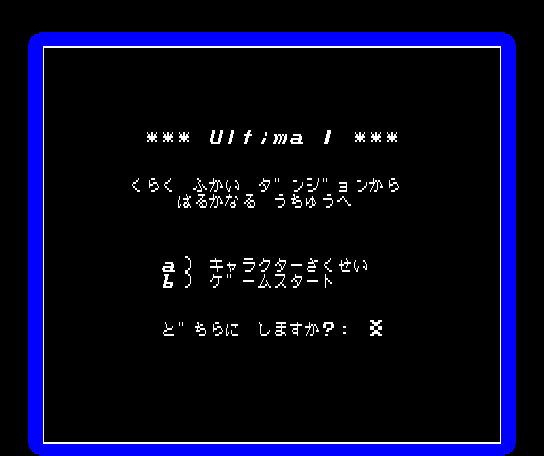 *** Ultima I ***
くらく ふかい ダンジョンから
はるかなる うちゅうへ
a) キャラクターさくせい
b) ゲームスタート
どちらに しますか?: